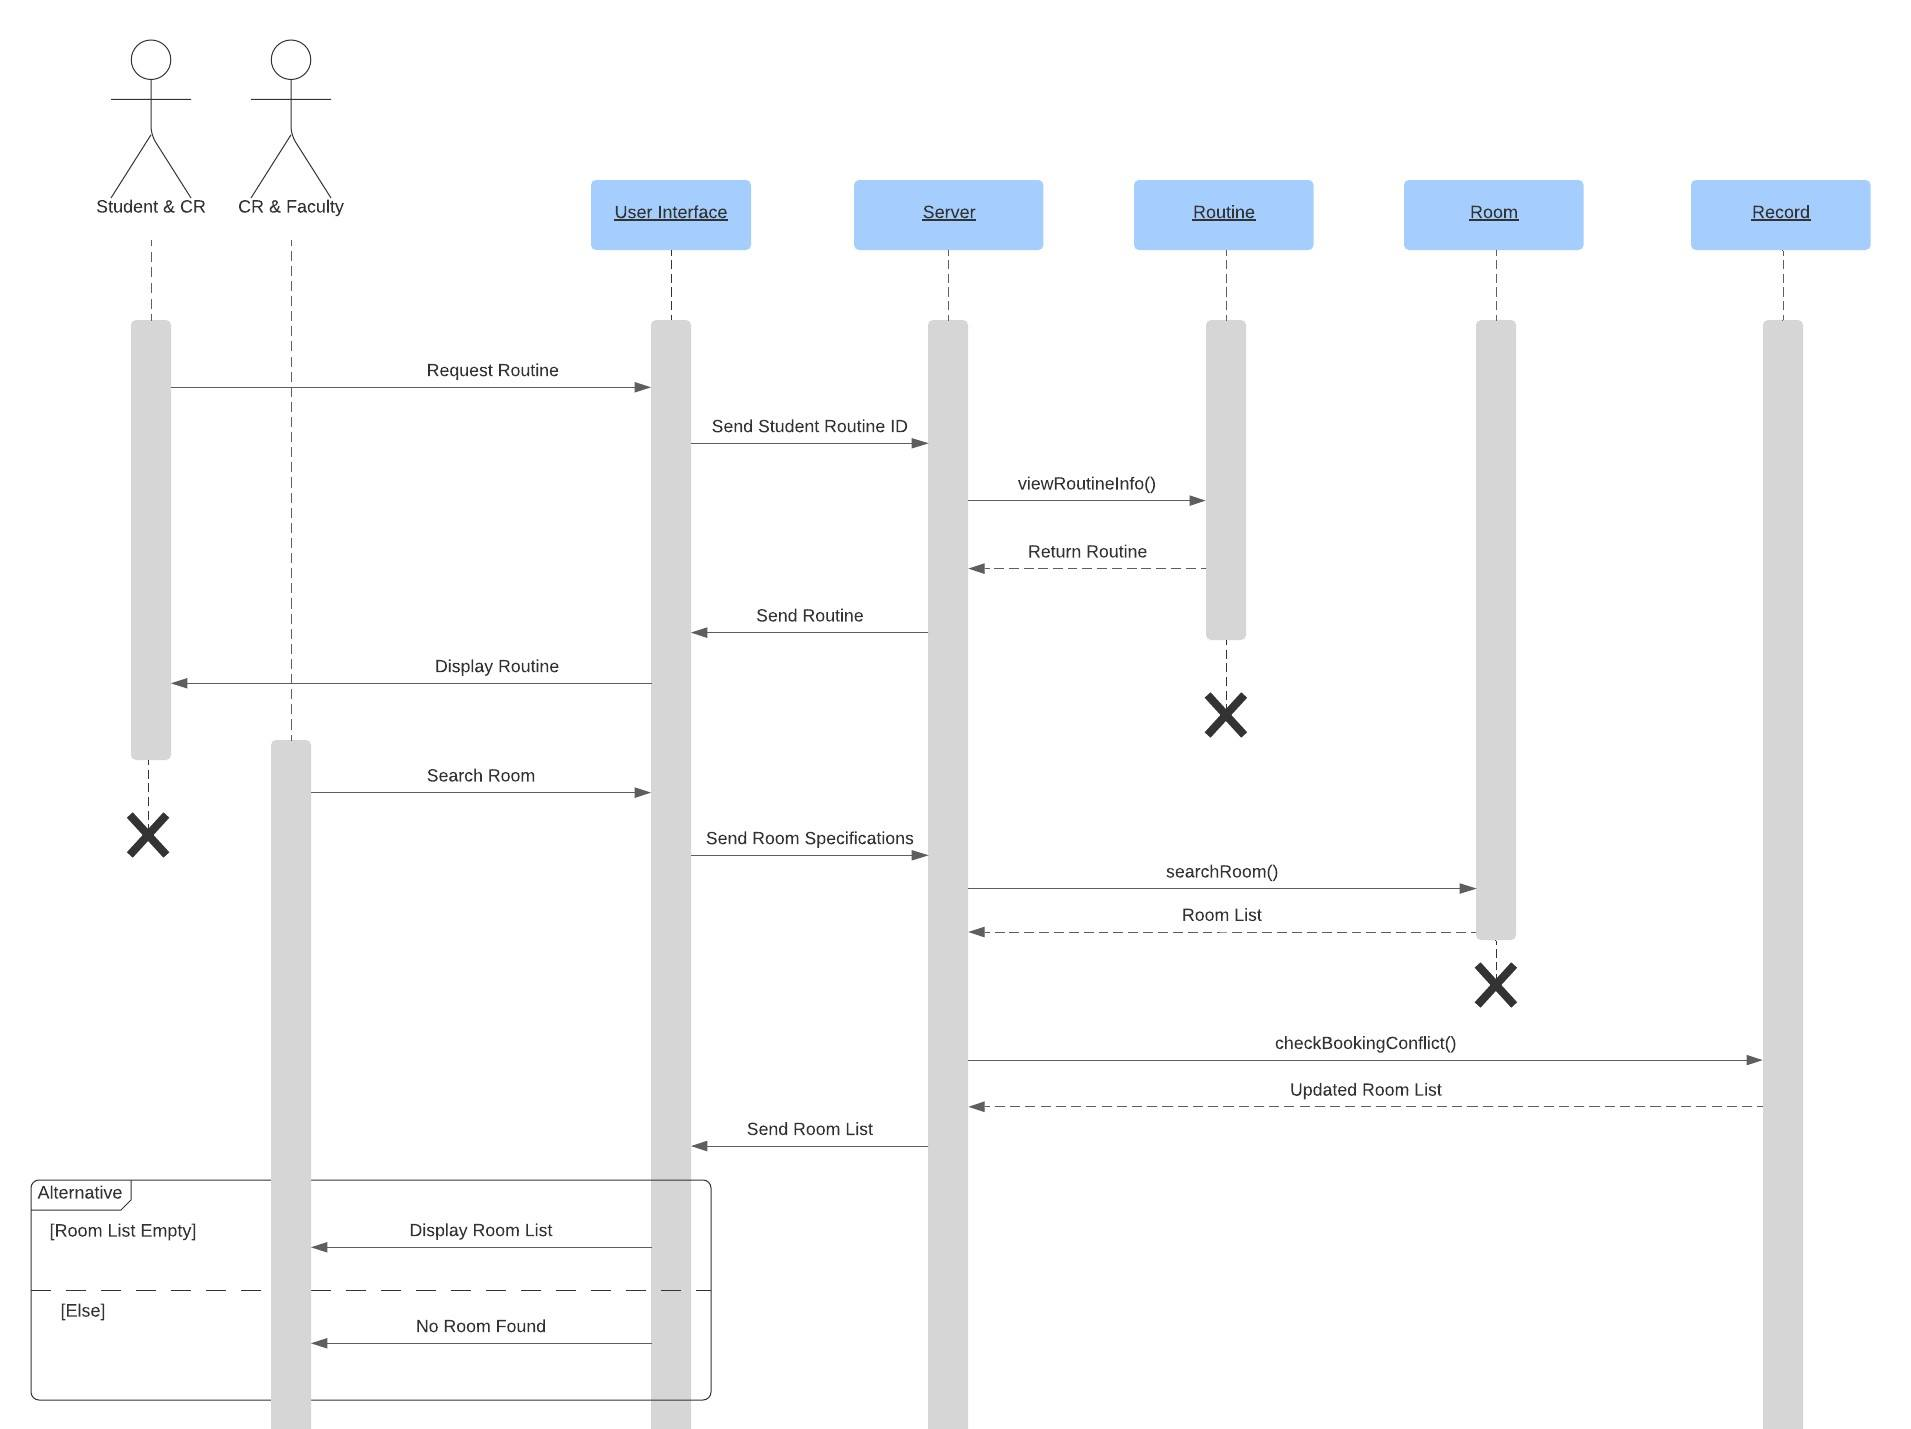 Student & CR
CR & Faculty
User Interface
Server
Routine
Room
Record
Request Routine
Send Student Routine ID
viewRoutineInfo()
Return Routine
Send Routine
Display Routine
Search Room
Send Room Specifications
searchRoom()
Room List
checkBookingConflict()
Updated Room List
Send Room List
Alternative
[Room List Empty]
Display Room List
[Else]
No Room Found